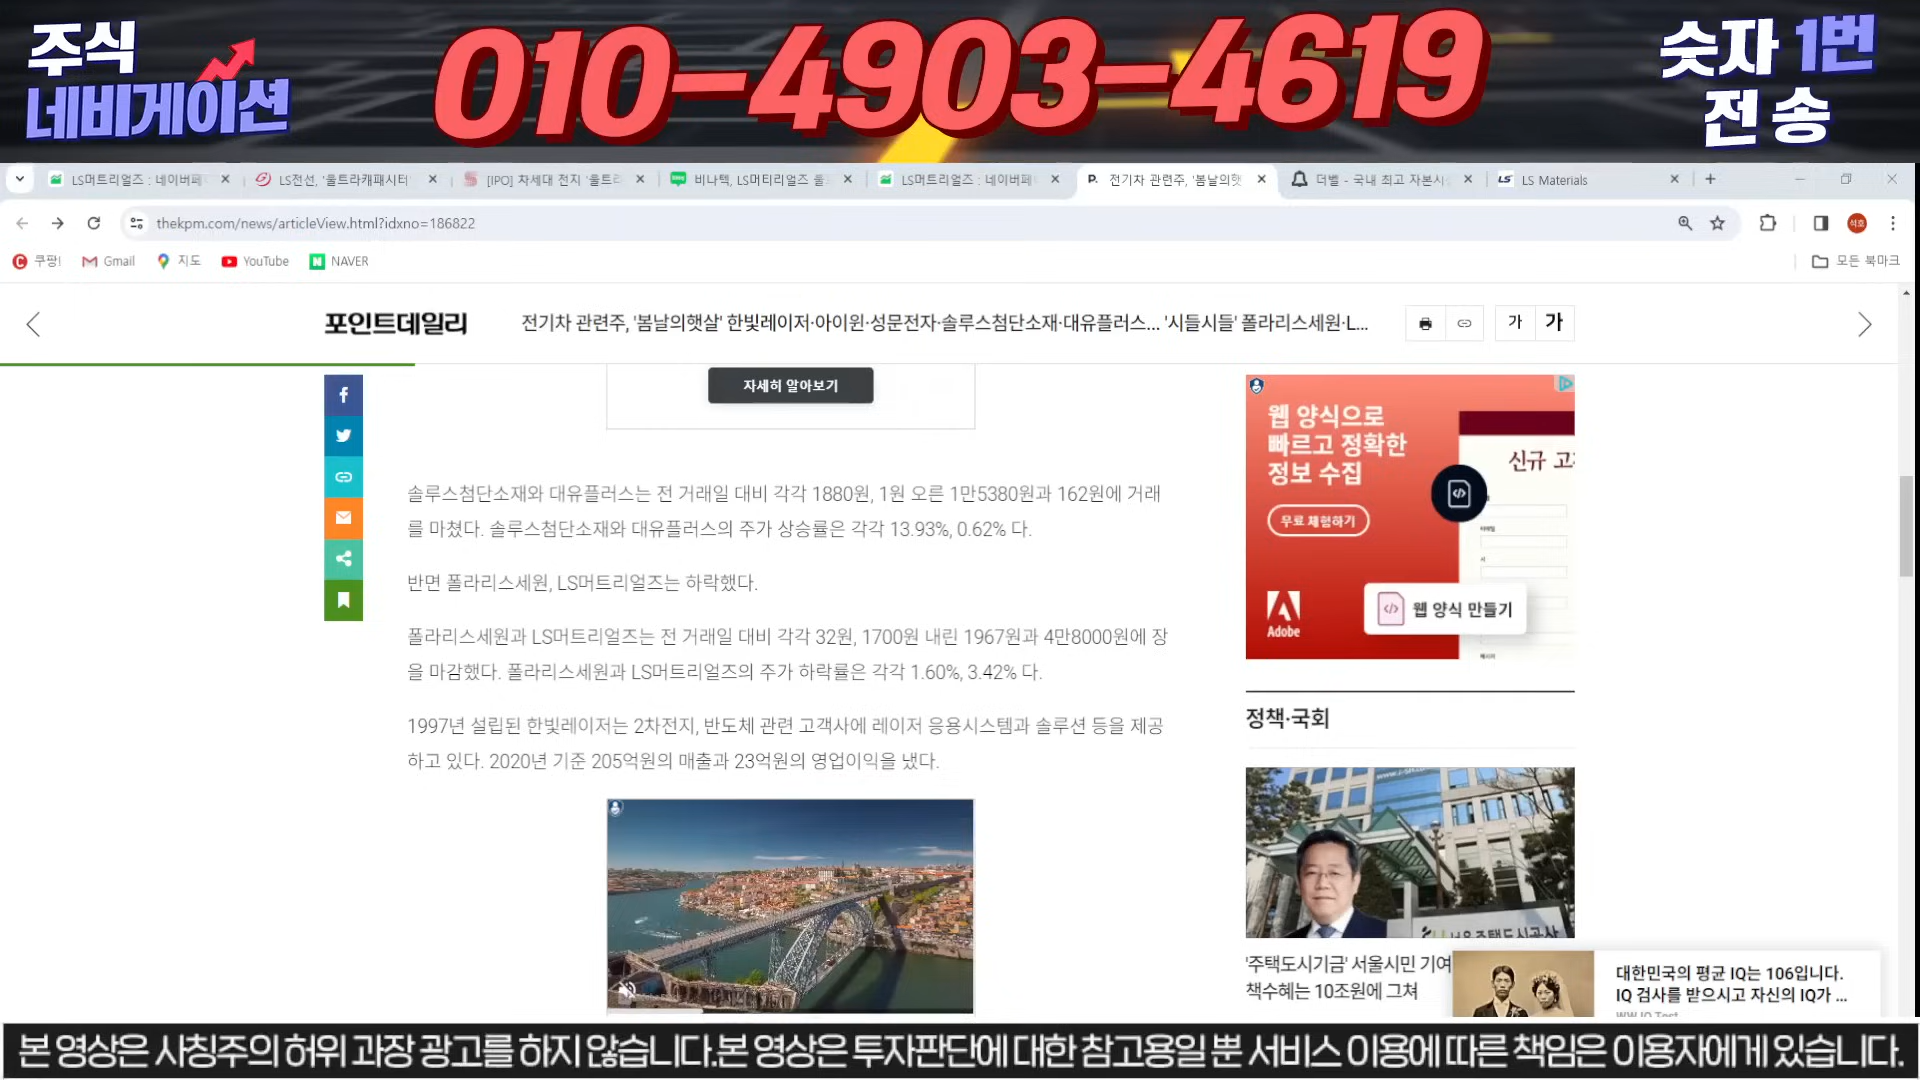 주식
네비게이션
010-4903-4619
숫자 1번
전송
LS머트리얼즈 : 네이버페
LS전선, '울트라캐패시터'
[IPO] 차세대 전지 '울트
비나텍, LS머티리얼즈 울
LS머트리얼즈 : 네이버페
P. 전기차 관련주, '봄날의햇
더벨 - 국내 최고 자본시
LS LS Materials
thekpm.com/news/articleView.html?idxno=186822
석호
쿠팡!
Gmail
지도
YouTube
NAVER
모든 북마크
포인트데일리
전기차 관련주, '봄날의햇살' 한빛레이저·아이윈·성문전자·솔루스첨단소재·대유플러스... '시들시들' 폴라리스세원·L...
가 가
자세히 알아보기
솔루스첨단소재와 대유플러스는 전 거래일 대비 각각 1880원, 1원 오른 1만5380원과 162원에 거래
를 마쳤다. 솔루스첨단소재와 대유플러스의 주가 상승률은 각각 13.93%, 0.62% 다.
반면 폴라리스세원, LS머트리얼즈는 하락했다.
폴라리스세원과 LS머트리얼즈는 전 거래일 대비 각각 32원, 1700원 내린 1967원과 4만8000원에 장
을 마감했다. 폴라리스세원과 LS머트리얼즈의 주가 하락률은 각각 1.60%, 3.42% 다.
1997년 설립된 한빛레이저는 2차전지, 반도체 관련 고객사에 레이저 응용시스템과 솔루션 등을 제공
하고 있다. 2020년 기준 205억원의 매출과 23억원의 영업이익을 냈다.
웹 양식으로
빠르고 정확한
정보 수집
무료 체험하기
신규 고
Adobe
웹 양식 만들기
정책·국회
서울주택도시공사
'주택도시기금' 서울시민 기여
책수혜는 10조원에 그쳐
대한민국의 평균 IQ는 106입니다.
IQ 검사를 받으시고 자신의 IQ가 ...
WW IQ Test
본 영상은 사칭주의 허위 과장 광고를 하지 않습니다.본 영상은 투자판단에 대한 참고용일 뿐 서비스 이용에 따른 책임은 이용자에게 있습니다.